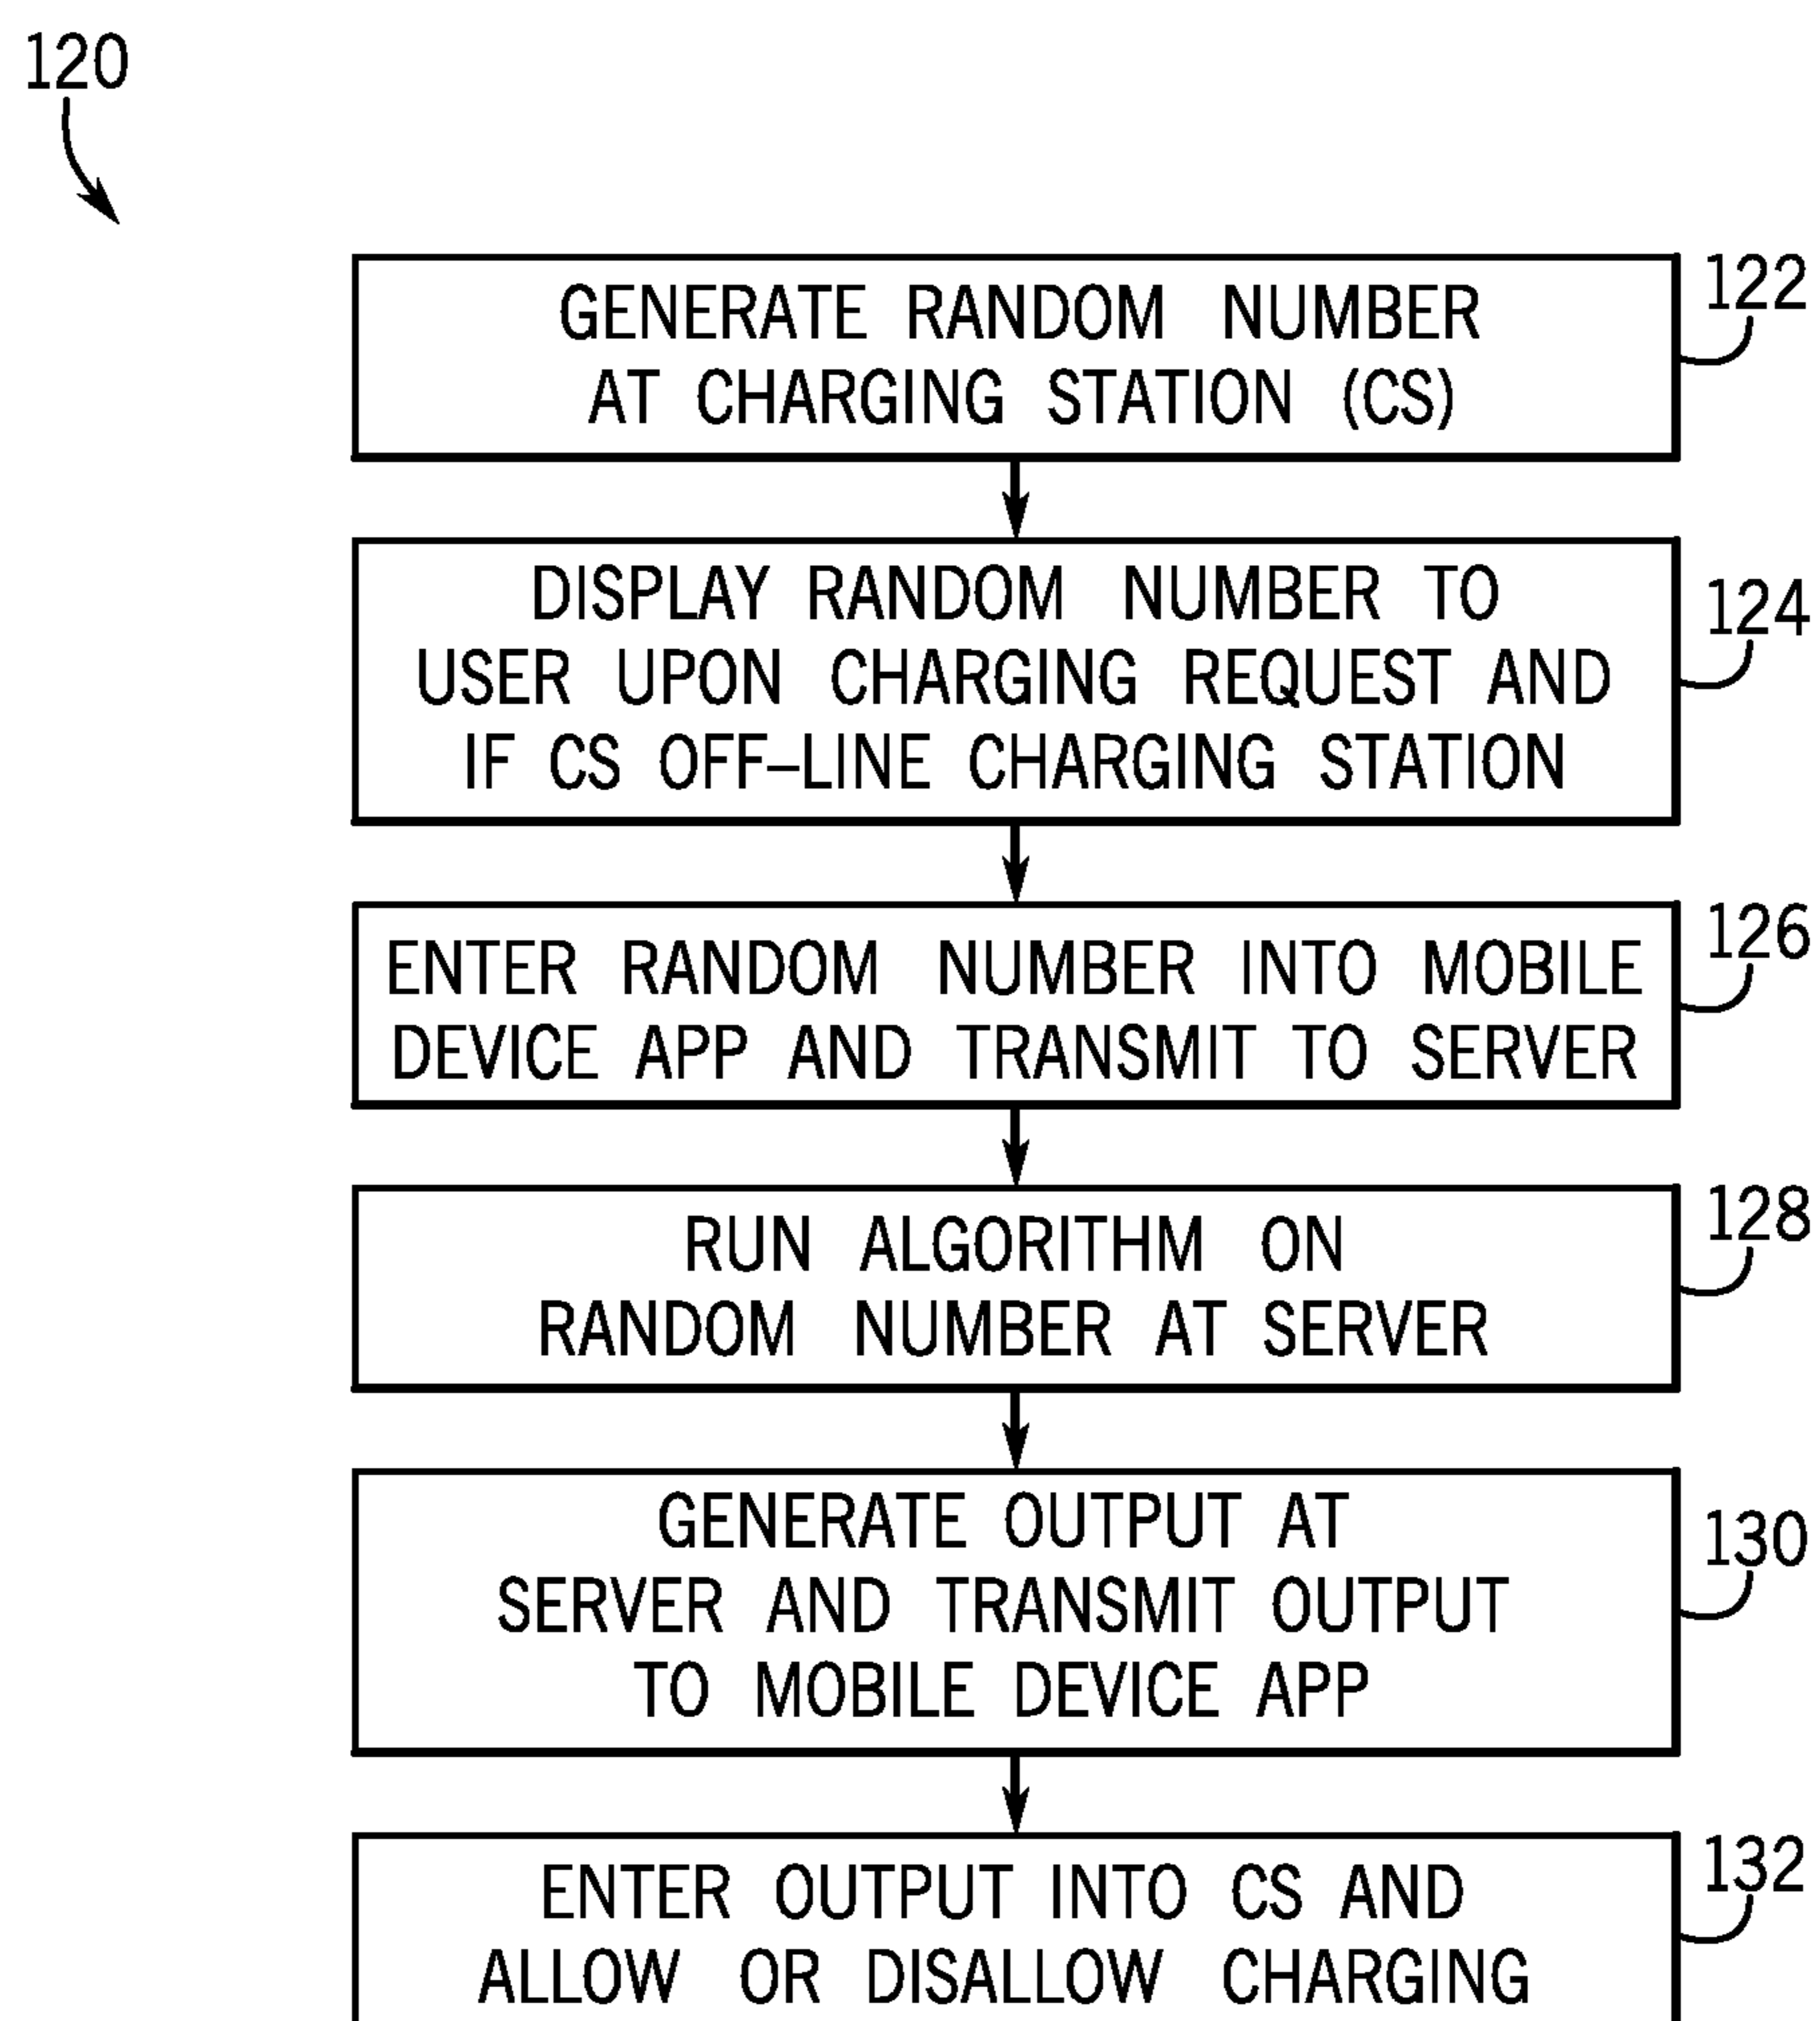 120
GENERATE RANDOM NUMBER
AT CHARGING STATION (CS)
122
DISPLAY RANDOM NUMBER TO
USER UPON CHARGING REQUEST AND
IF CS OFF-LINE CHARGING STATION
124
ENTER RANDOM NUMBER INTO MOBILE
DEVICE APP AND TRANSMIT TO SERVER
126
RUN ALGORITHM ON
RANDOM NUMBER AT SERVER
128
GENERATE OUTPUT AT
SERVER AND TRANSMIT OUTPUT
TO MOBILE DEVICE APP
130
ENTER OUTPUT INTO CS AND
ALLOW OR DISALLOW CHARGING
132